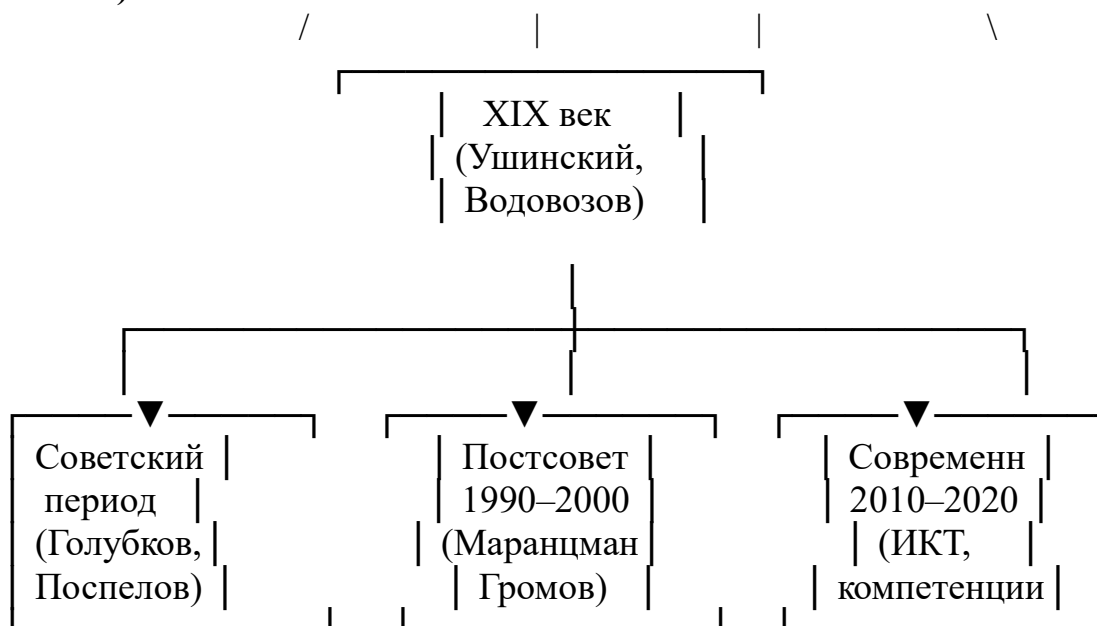 XIX век
(Ушинский,
Водовозов)
Советский
период
(Голубков,
Поспелов)
Постсовет
1990–2000
(Маранцман
Громов)
Современн
2010–2020
(ИКТ,
компетенции